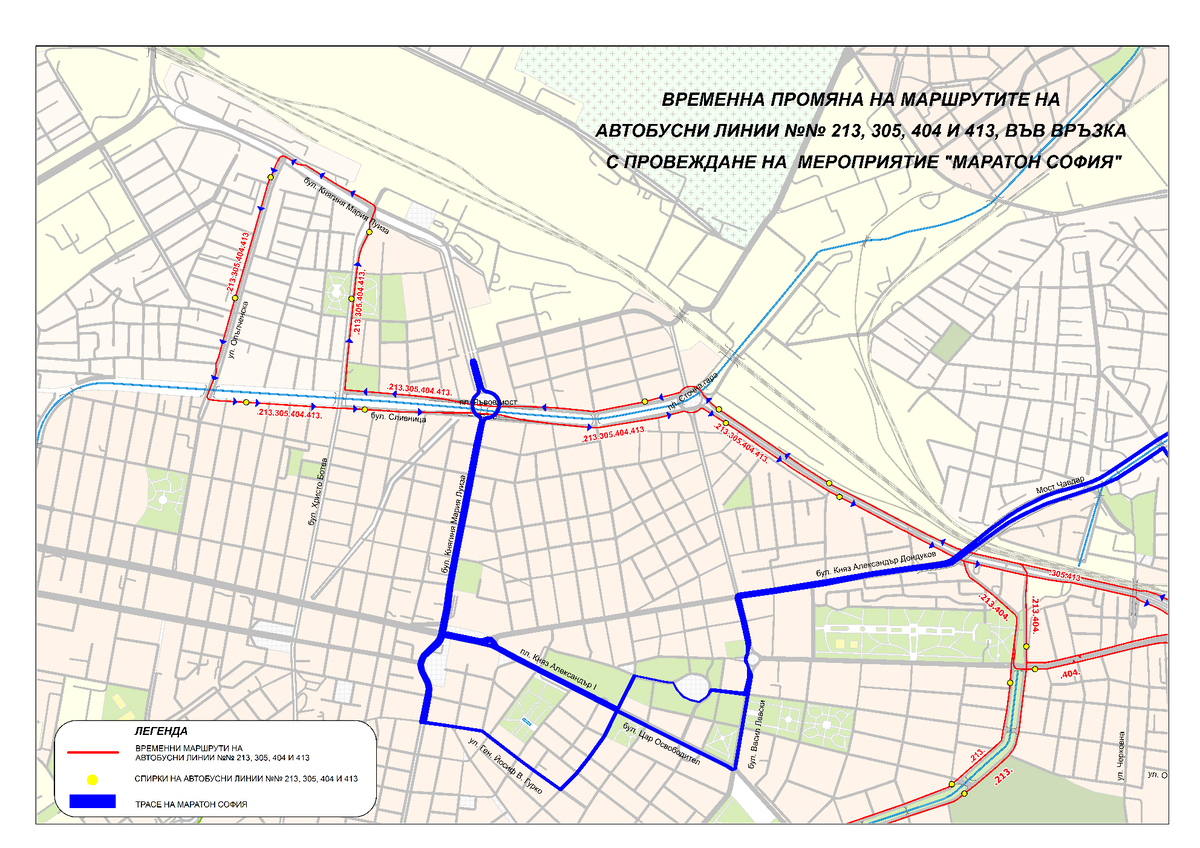 ВРЕМЕННА ПРОМЯНА НА МАРШРУТИТЕ НА
АВТОБУСНИ ЛИНИИ №№ 213, 305, 404 И 413, ВЪВ ВРЪЗКА
С ПРОВЕЖДАНЕ НА МЕРОПРИЯТИЕ "МАРАТОН СОФИЯ"
бул. Княгиня Мария Луиза
.213.305.404.413.
.213.305.404.413.
ул. Опълченска
.213.305.404.413.
пл. Лъвов мост
пл. Сточна гара
.213.305.404.413.
бул. Сливница
.213.305.404.413
.213.305.404.413.
бул. Христо Ботев
бул. Княгиня Мария Луиза
Мост Чавдар
бул. Княз Александър Дондуков
.305.413.
.213.404.
.213.404.
.404.
пл. Княз Александър I
бул. Цар Освободител
бул. Васил Левски
ул. Ген. Йосиф В. Гурко
.213.
.213.
ул. Черковна
ул. О
ЛЕГЕНДА
ВРЕМЕННИ МАРШРУТИ НА
АВТОБУСНИ ЛИНИИ №№ 213, 305, 404 И 413
СПИРКИ НА АВТОБУСНИ ЛИНИИ №№ 213, 305, 404 И 413
ТРАСЕ НА МАРАТОН СОФИЯ